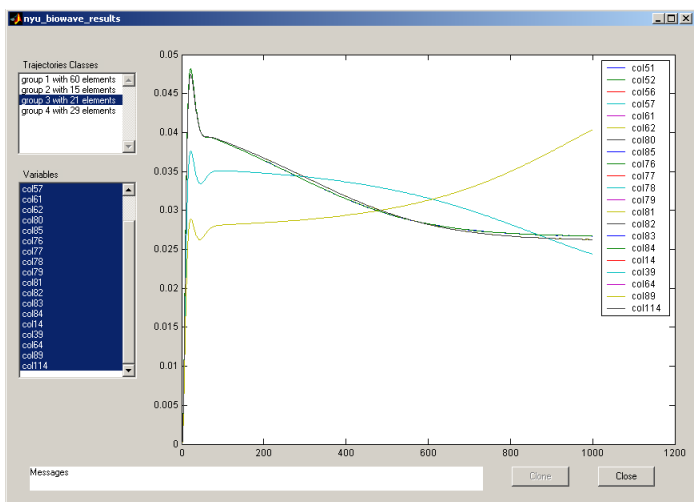 nyu_biowave_results
Trajectories Classes
group 1 with 60 elements
group 2 with 15 elements
group 3 with 21 elements
group 4 with 29 elements
Variables
col57
col61
col62
col80
col85
col76
col77
col78
col79
col81
col82
col83
col84
col14
col39
col64
col89
col114
0.05
0.045
0.04
0.035
0.03
0.025
0.02
0.015
0.01
0.005
0
0 200 400 600 800 1000 1200
col51
col52
col56
col57
col61
col62
col80
col85
col76
col77
col78
col79
col81
col82
col83
col84
col14
col39
col64
col89
col114
Messages
Clone
Close